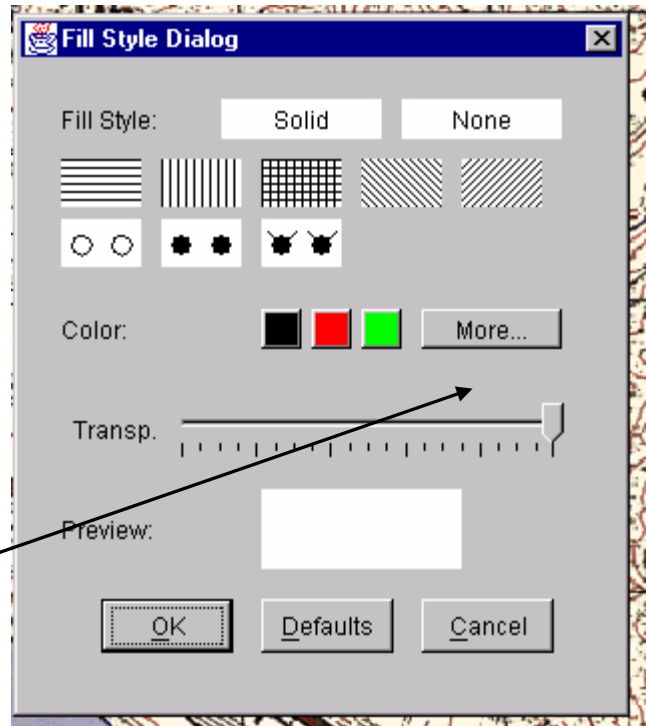 Fill Style Dialog
Fill Style: Solid None
Color: More...
Transp.
Preview:
OK Defaults Cancel